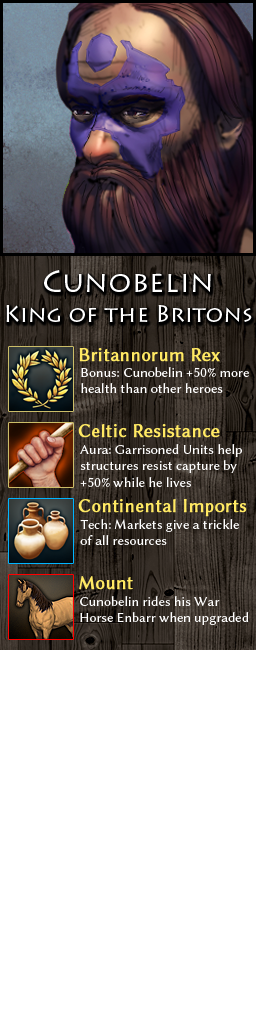 Cunobelin
King of the Britons
Britannorum Rex
Bonus: Cunobelin +50% more
health than other heroes
Celtic Resistance
Aura: Garrisoned Units help
structures resist capture by
+50% while he lives
Continental Imports
Tech: Markets give a trickle
of all resources
Mount
Cunobelin rides his War
Horse Enbarr when upgraded